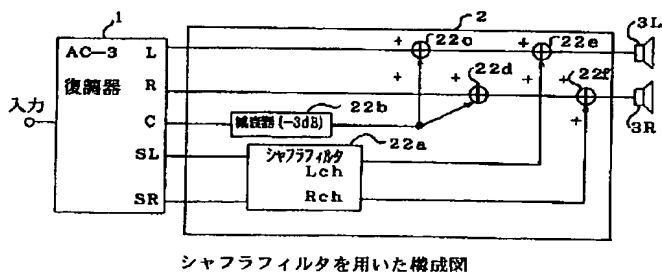 1
2
AC-3
復調器
入力
L
R
C
SL
SR
+
22c
+
22e
3L
+
+
22d
+
+
22f
3R
+
22b
減衰器(-3dB)
シャフラフィルタ
22a
Lch
Rch
シャフラフィルタを用いた構成図